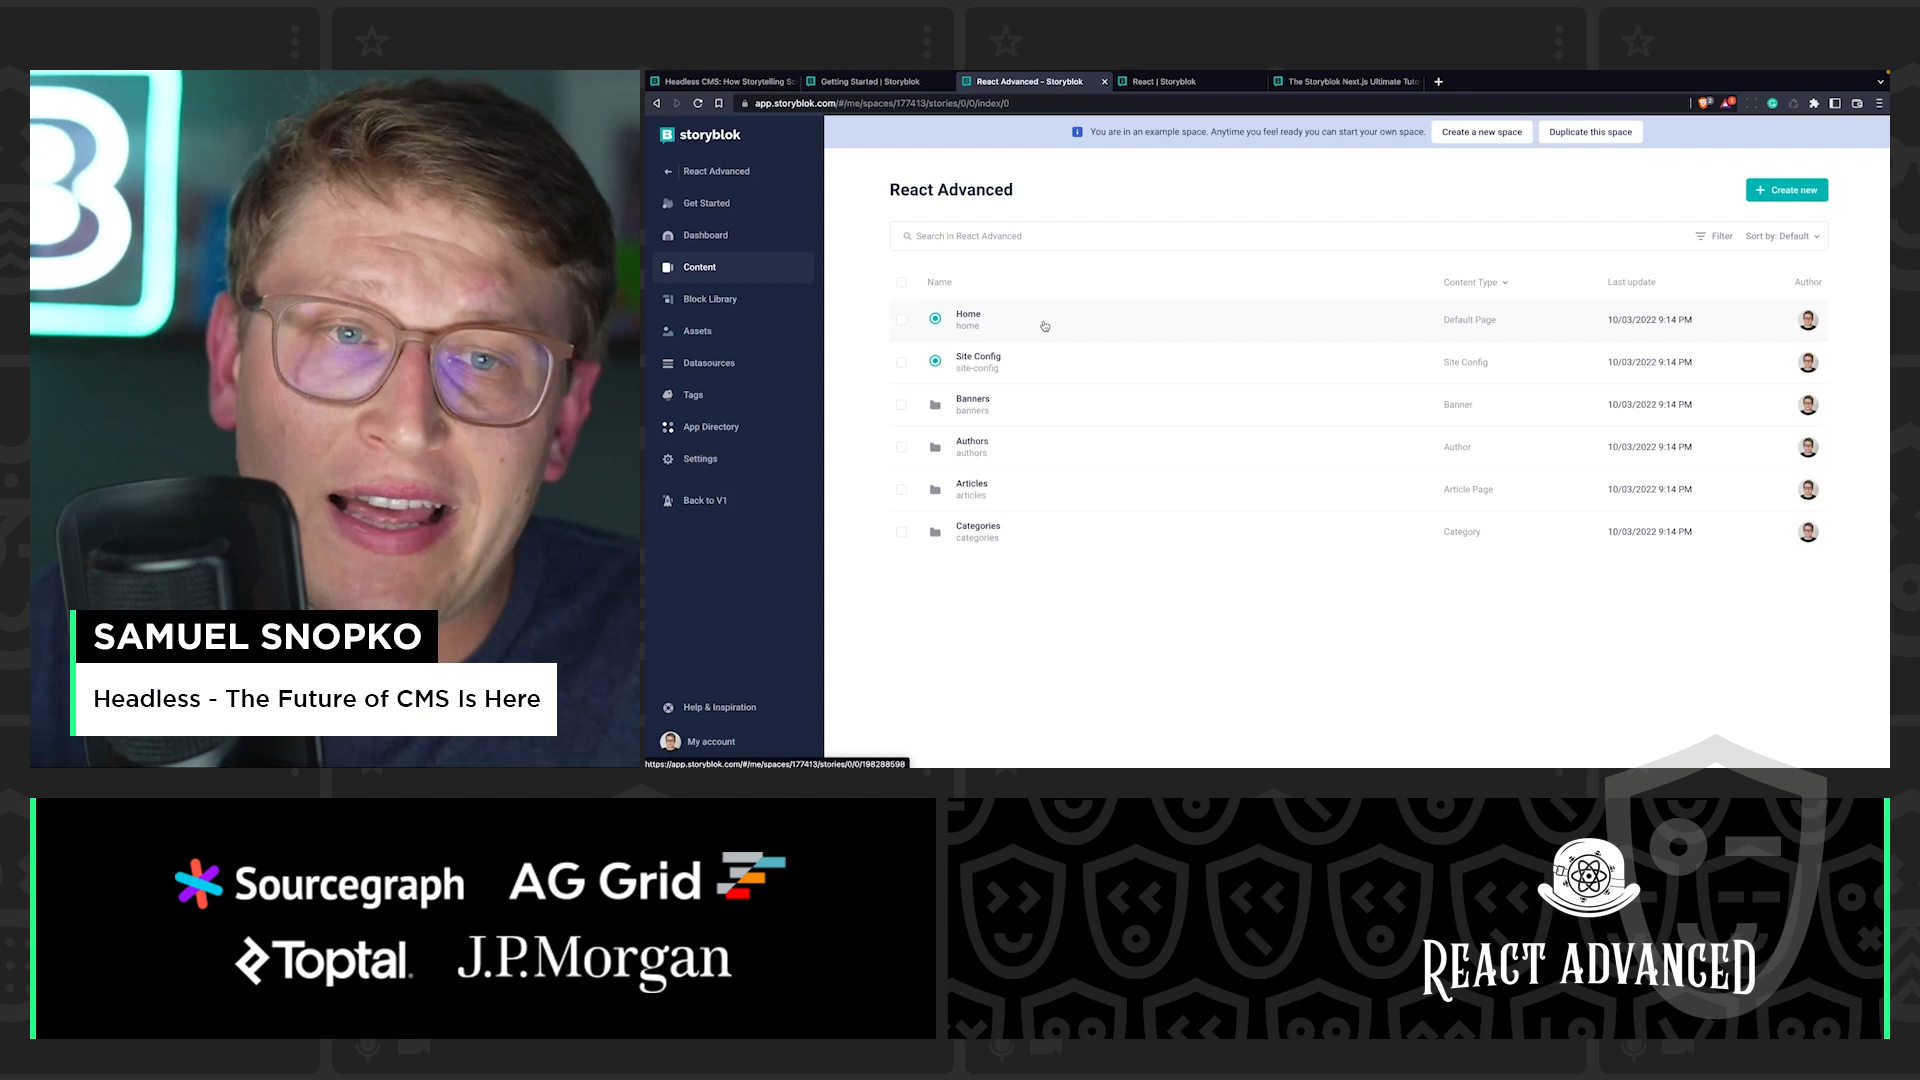 SAMUEL SNOPKO
Headless - The Future of CMS Is Here
Headless CMS: How Storytelling Sc
Getting Started | Storyblok
React Advanced - Storyblok
React | Storyblok
The Storyblok Next.js Ultimate Tuto
app.storyblok.com/#/me/spaces/177413/stories/0/0/index/0
storyblok
React Advanced
Get Started
Dashboard
Content
Block Library
Assets
Datasources
Tags
App Directory
Settings
Back to V1
Help & Inspiration
My account
https://app.storyblok.com/#/me/spaces/177413/stories/0/0/198288598
You are in an example space. Anytime you feel ready you can start your own space.
Create a new space
Duplicate this space
React Advanced
Create new
Search in React Advanced
Filter
Sort by: Default
Name Content Type Last update Author
Home Default Page 10/03/2022 9:14 PM
home
Site Config Site Config 10/03/2022 9:14 PM
site-config
Banners Banner 10/03/2022 9:14 PM
banners
Authors Author 10/03/2022 9:14 PM
authors
Articles Article Page 10/03/2022 9:14 PM
articles
Categories Category 10/03/2022 9:14 PM
categories
Sourcegraph
AG Grid
Toptal
J.P.Morgan
REACT ADVANCED